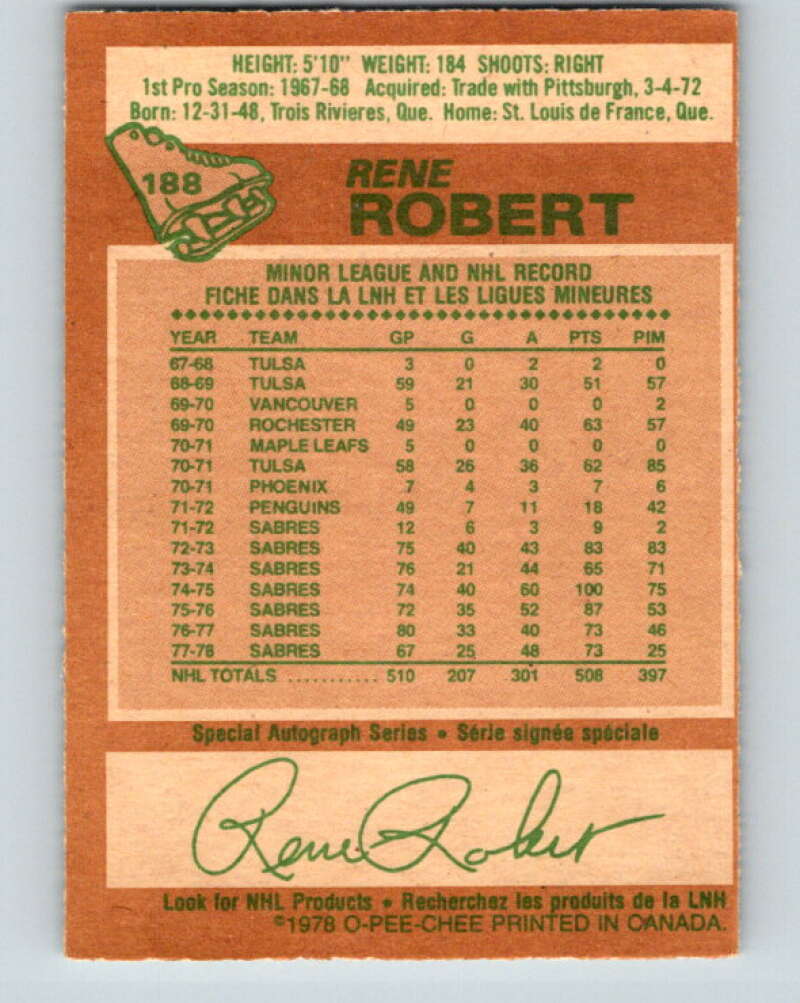 HEIGHT: 5'10" WEIGHT: 184 SHOOTS: RIGHT
1st Pro Season: 1967-68 Acquired: Trade with Pittsburgh, 3-4-72
Born: 12-31-48, Trois Rivieres, Que. Home: St. Louis de France, Que.
188
RENE
ROBERT
MINOR LEAGUE AND NHL RECORD
FICHE DANS LA LNH ET LES LIGUES MINEURES
YEAR TEAM GP G A PTS PIM
67-68 TULSA 3 0 2 2 0
68-69 TULSA 59 21 30 51 57
69-70 VANCOUVER 5 0 0 0 2
69-70 ROCHESTER 49 23 40 63 57
70-71 MAPLE LEAFS 5 0 0 0 0
70-71 TULSA 58 26 36 62 85
70-71 PHOENIX 7 4 3 7 6
71-72 PENGUINS 49 7 11 18 42
71-72 SABRES 12 6 3 9 2
72-73 SABRES 75 40 43 83 83
73-74 SABRES 76 21 44 65 71
74-75 SABRES 74 40 60 100 75
75-76 SABRES 72 35 52 87 53
76-77 SABRES 80 33 40 73 46
77-78 SABRES 67 25 48 73 25
NHL TOTALS ........... 510 207 301 508 397
Special Autograph Series • Série signée spéciale
Rene Robert
Look for NHL Products • Recherchez les produits de la LNH
©1978 O-PEE-CHEE PRINTED IN CANADA.